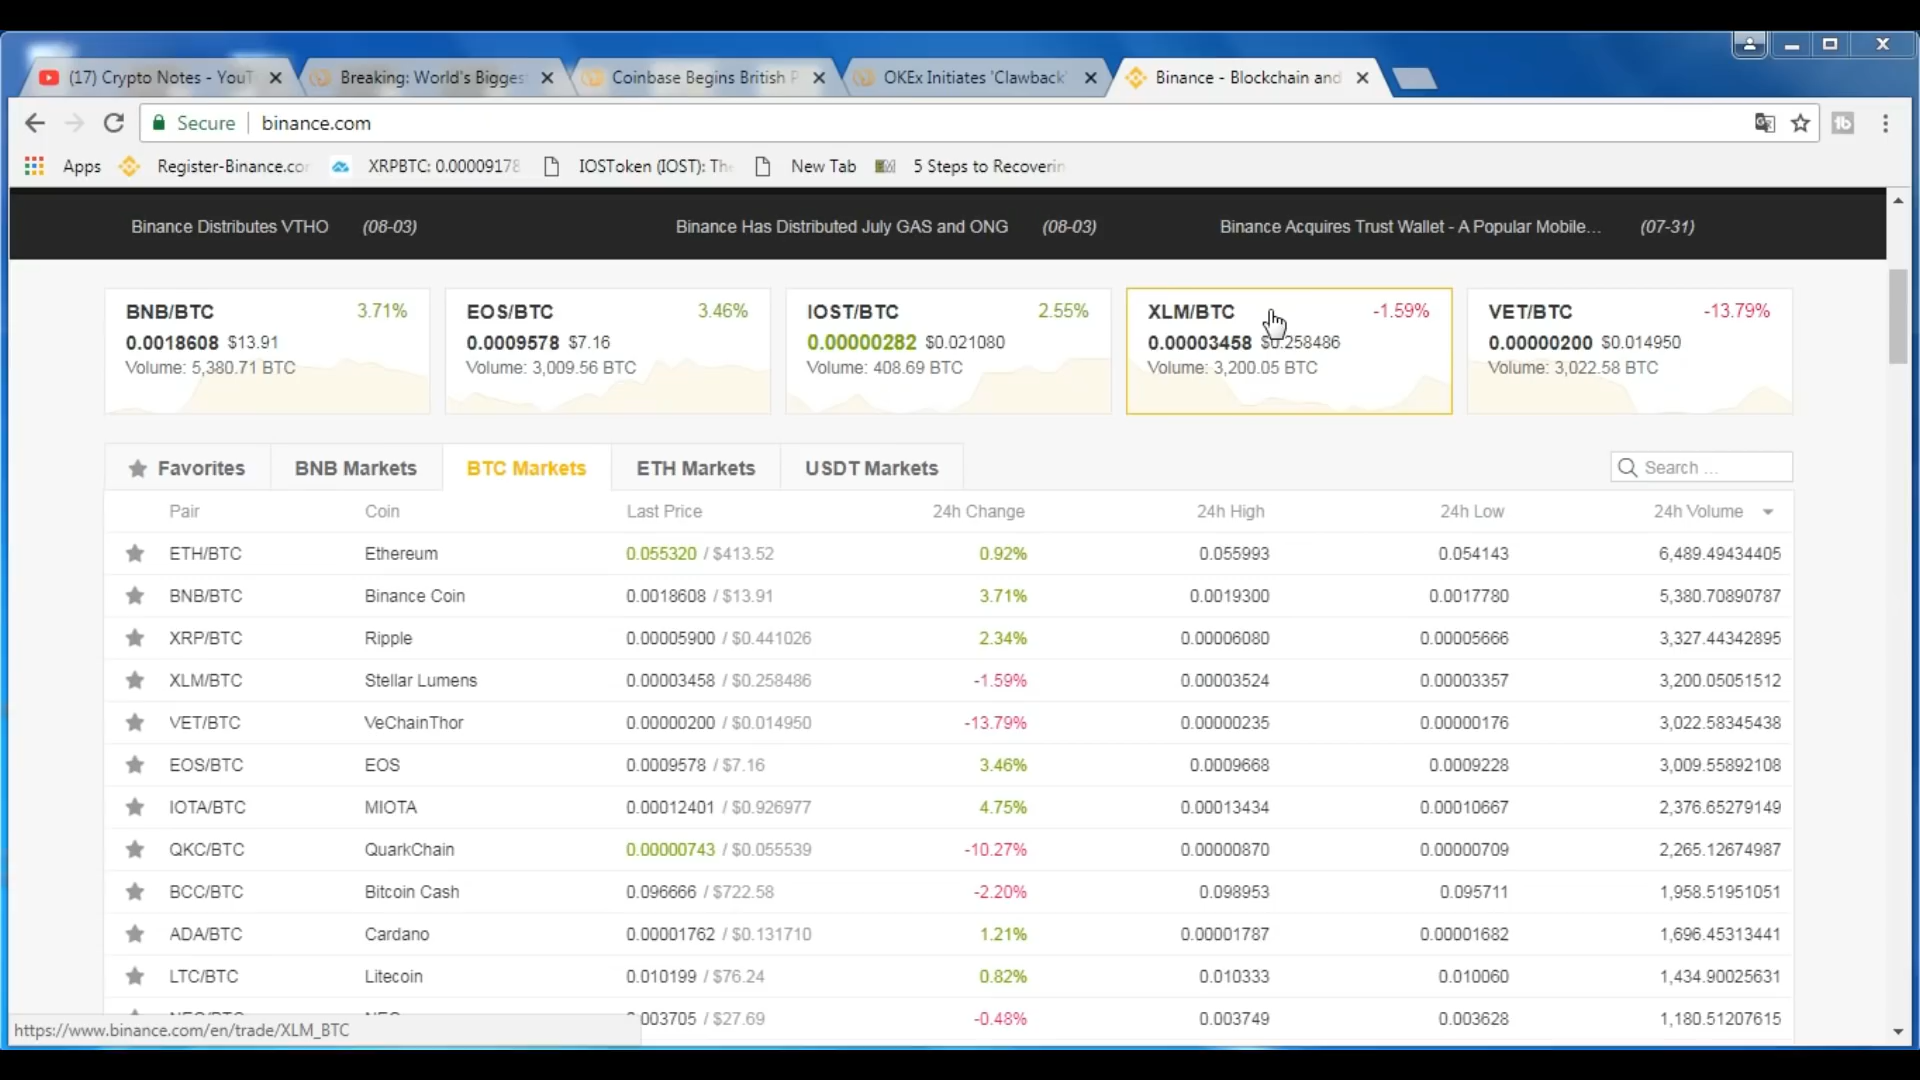 (17) Crypto Notes - YouT
Breaking: World's Bigges
Coinbase Begins British P
OKEx Initiates 'Clawback'
Binance - Blockchain and
Secure binance.com
Apps Register-Binance.co XRPBTC: 0.00009178 IOSToken (IOST): The New Tab 5 Steps to Recoverin
Binance Distributes VTHO (08-03) Binance Has Distributed July GAS and ONG (08-03) Binance Acquires Trust Wallet - A Popular Mobile... (07-31)
BNB/BTC 3.71%
0.0018608 $13.91
Volume: 5,380.71 BTC
EOS/BTC 3.46%
0.0009578 $7.16
Volume: 3,009.56 BTC
IOST/BTC 2.55%
0.00000282 $0.021080
Volume: 408.69 BTC
XLM/BTC -1.59%
0.00003458 $0.258486
Volume: 3,200.05 BTC
VET/BTC -13.79%
0.00000200 $0.014950
Volume: 3,022.58 BTC
Favorites BNB Markets BTC Markets ETH Markets USDT Markets Search ...
Pair Coin Last Price 24h Change 24h High 24h Low 24h Volume
ETH/BTC Ethereum 0.055320 / $413.52 0.92% 0.055993 0.054143 6,489.49434405
BNB/BTC Binance Coin 0.0018608 / $13.91 3.71% 0.0019300 0.0017780 5,380.70890787
XRP/BTC Ripple 0.00005900 / $0.441026 2.34% 0.00006080 0.00005666 3,327.44342895
XLM/BTC Stellar Lumens 0.00003458 / $0.258486 -1.59% 0.00003524 0.00003357 3,200.05051512
VET/BTC VeChainThor 0.00000200 / $0.014950 -13.79% 0.00000235 0.00000176 3,022.58345438
EOS/BTC EOS 0.0009578 / $7.16 3.46% 0.0009668 0.0009228 3,009.55892108
IOTA/BTC MIOTA 0.00012401 / $0.926977 4.75% 0.00013434 0.00010667 2,376.65279149
QKC/BTC QuarkChain 0.00000743 / $0.055539 -10.27% 0.00000870 0.00000709 2,265.12674987
BCC/BTC Bitcoin Cash 0.096666 / $722.58 -2.20% 0.098953 0.095711 1,958.51951051
ADA/BTC Cardano 0.00001762 / $0.131710 1.21% 0.00001787 0.00001682 1,696.45313441
LTC/BTC Litecoin 0.010199 / $76.24 0.82% 0.010333 0.010060 1,434.90025631
003705 / $27.69 -0.48% 0.003749 0.003628 1,180.51207615
https://www.binance.com/en/trade/XLM_BTC